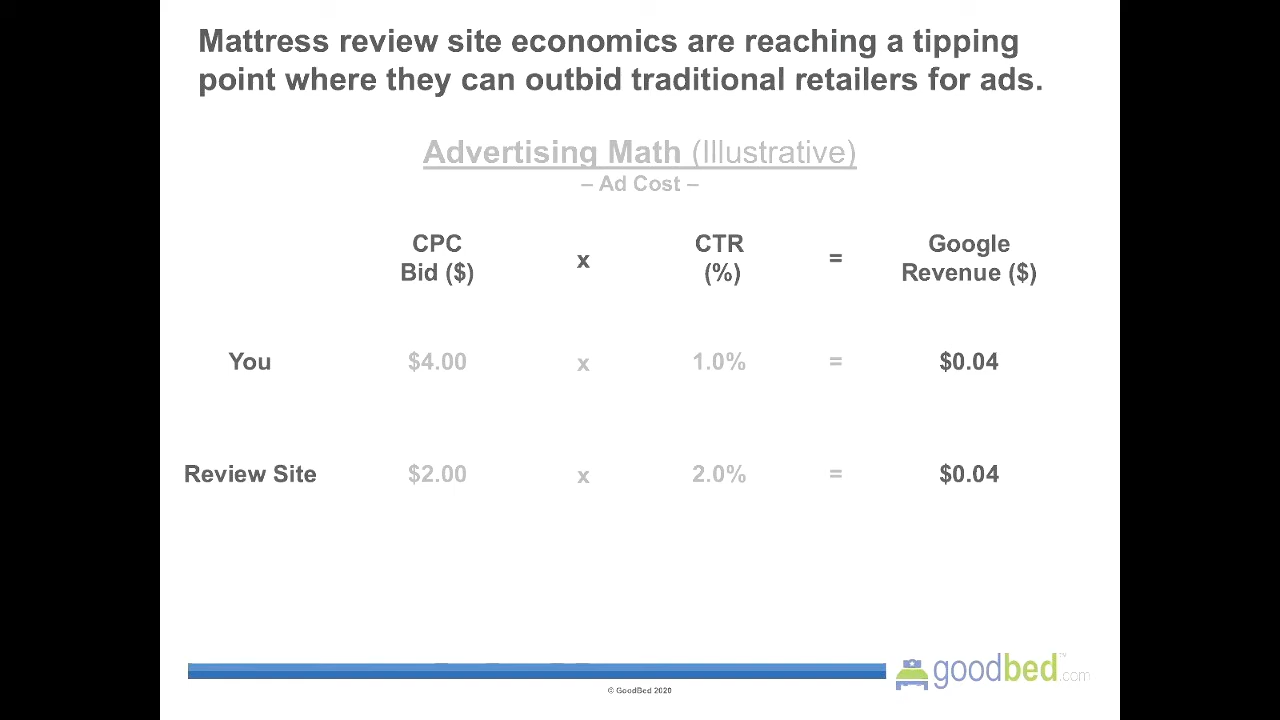 Mattress review site economics are reaching a tipping
point where they can outbid traditional retailers for ads.
Advertising Math (Illustrative)
– Ad Cost –
CPC
Bid ($)
x
CTR
(%)
=
Google
Revenue ($)
You $4.00 x 1.0% = $0.04
Review Site $2.00 x 2.0% = $0.04
goodbed.com™
© GoodBed 2020